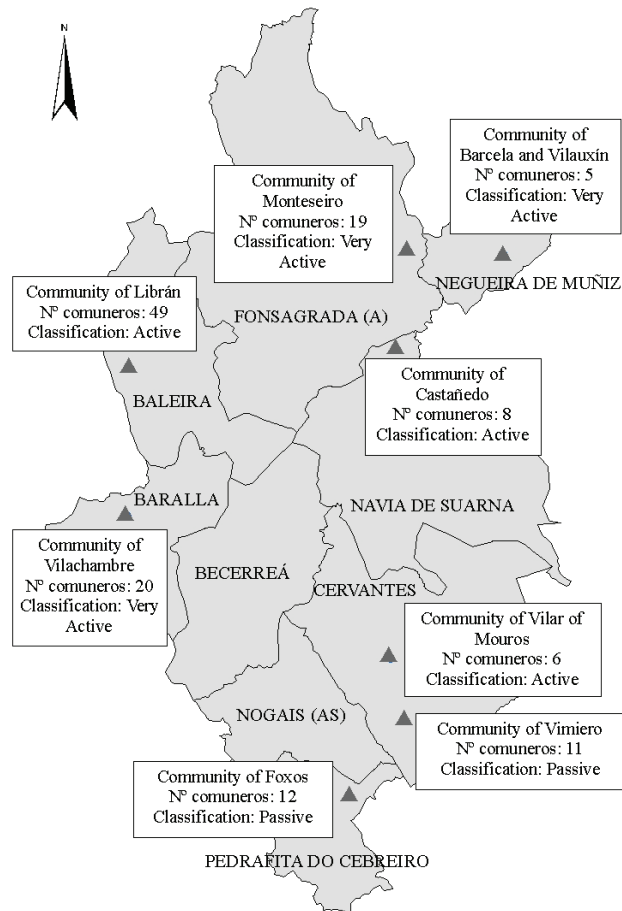 N
Community of
Barcela and Vilauxín
Nº comuneros: 5
Classification: Very
Active
Community of
Monteseiro
Nº comuneros: 19
Classification: Very
Active
NEGUEIRA DE MUÑIZ
Community of Librán
Nº comuneros: 49
Classification: Active
FONSAGRADA (A)
Community of
Castañedo
Nº comuneros: 8
Classification: Active
BALEIRA
BARALLA
NAVIA DE SUARNA
Community of
Vilachambre
Nº comuneros: 20
Classification: Very
Active
BECERREÁ
CERVANTES
Community of Vilar of
Mouros
Nº comuneros: 6
Classification: Active
NOGAIS (AS)
Community of Vimiero
Nº comuneros: 11
Classification: Passive
Community of Foxos
Nº comuneros: 12
Classification: Passive
PEDRAFITA DO CEBREIRO